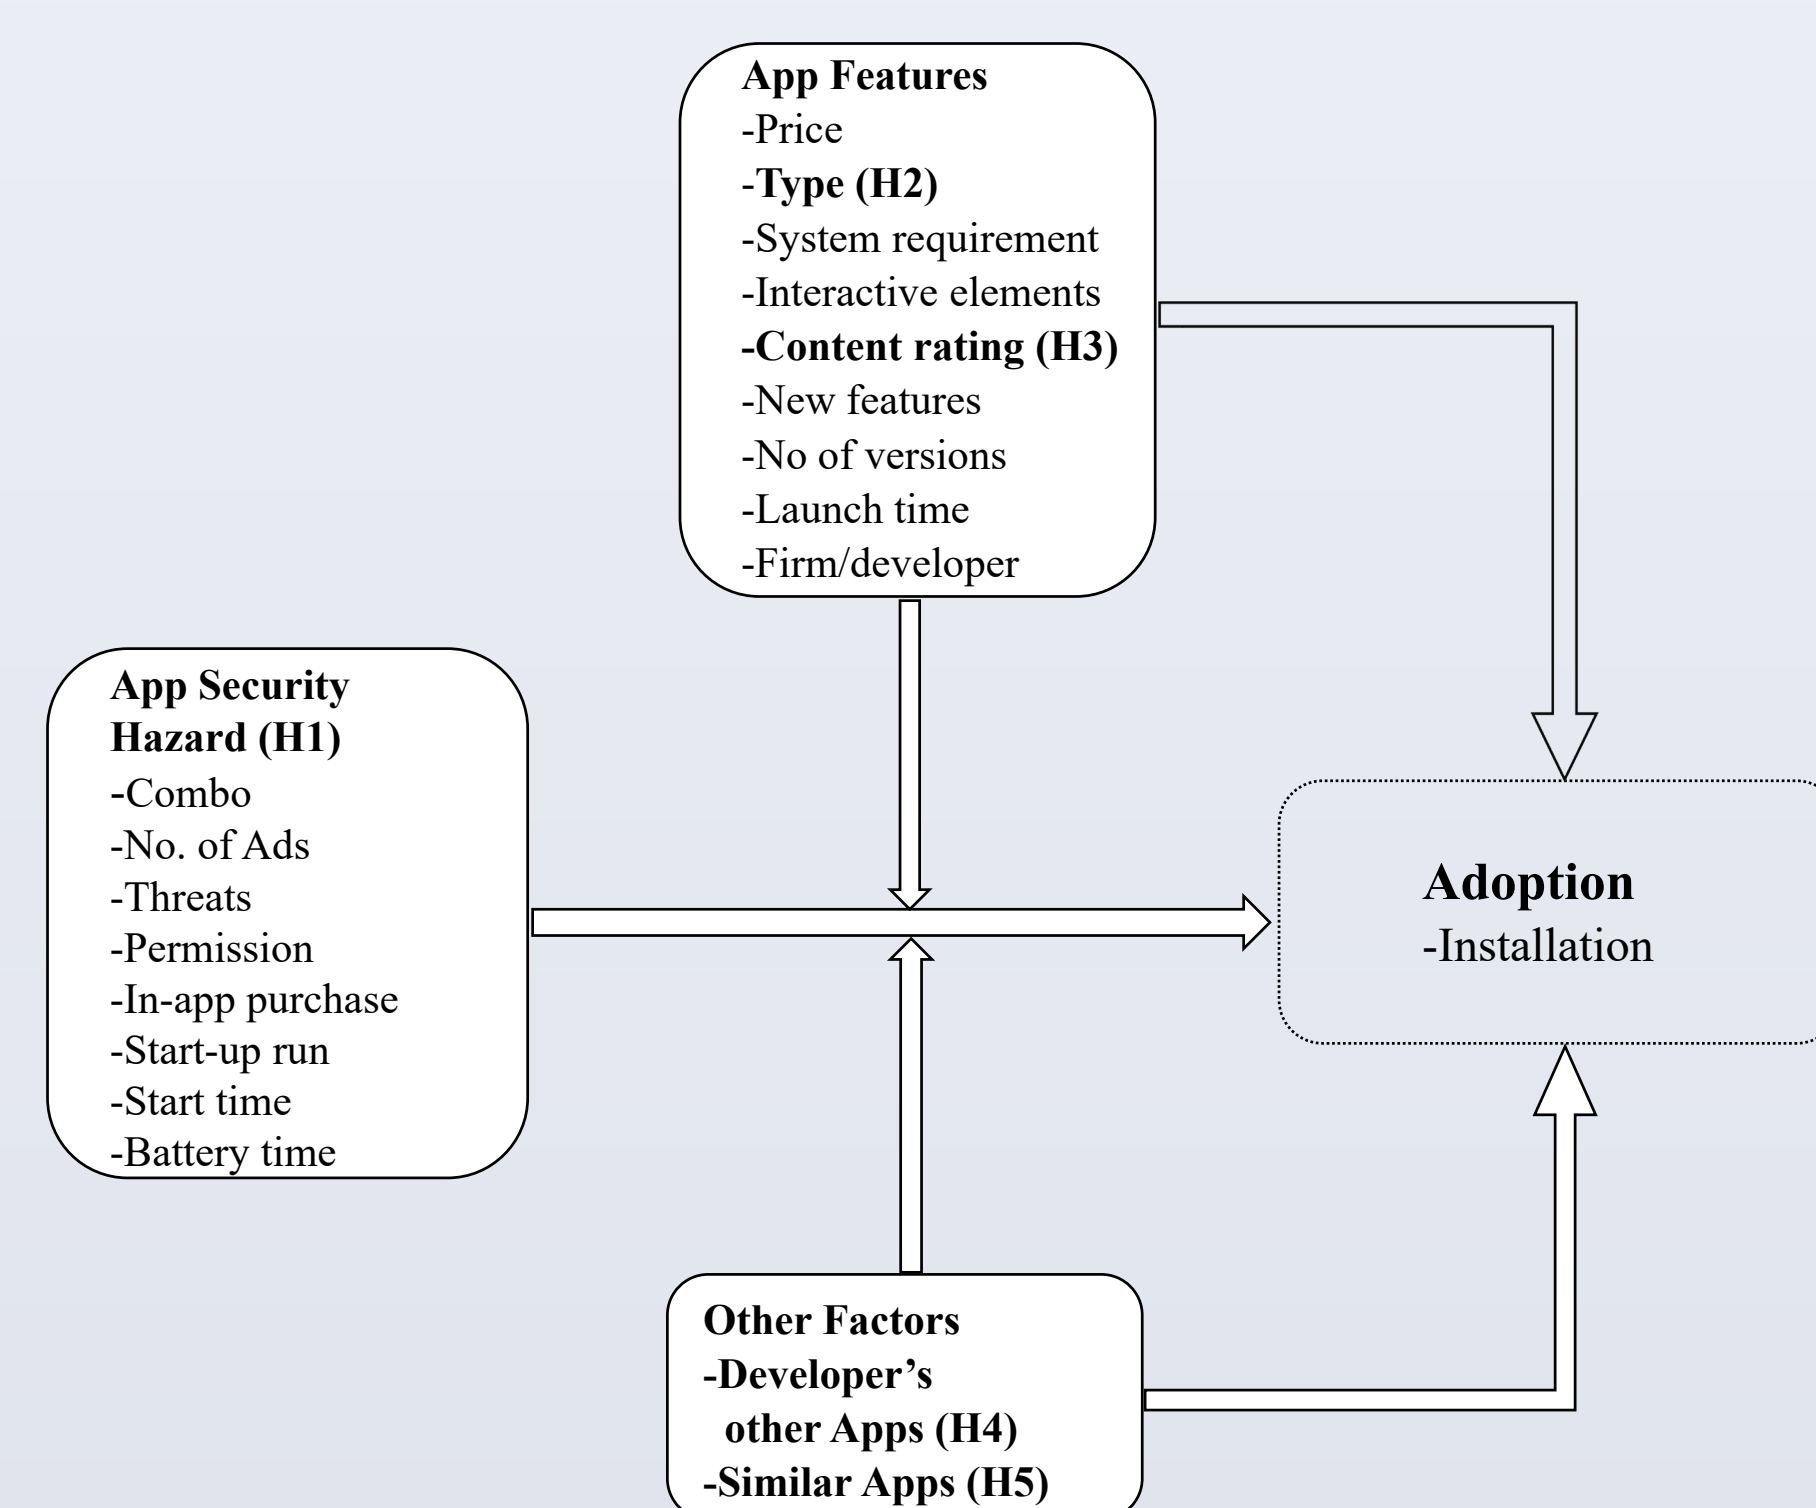 App Features
-Price
-Type (H2)
-System requirement
-Interactive elements
-Content rating (H3)
-New features
-No of versions
-Launch time
-Firm/developer
App Security
Hazard (H1)
-Combo
-No. of Ads
-Threats
-Permission
-In-app purchase
-Start-up run
-Start time
-Battery time
Adoption
-Installation
Other Factors
-Developer’s
other Apps (H4)
-Similar Apps (H5)